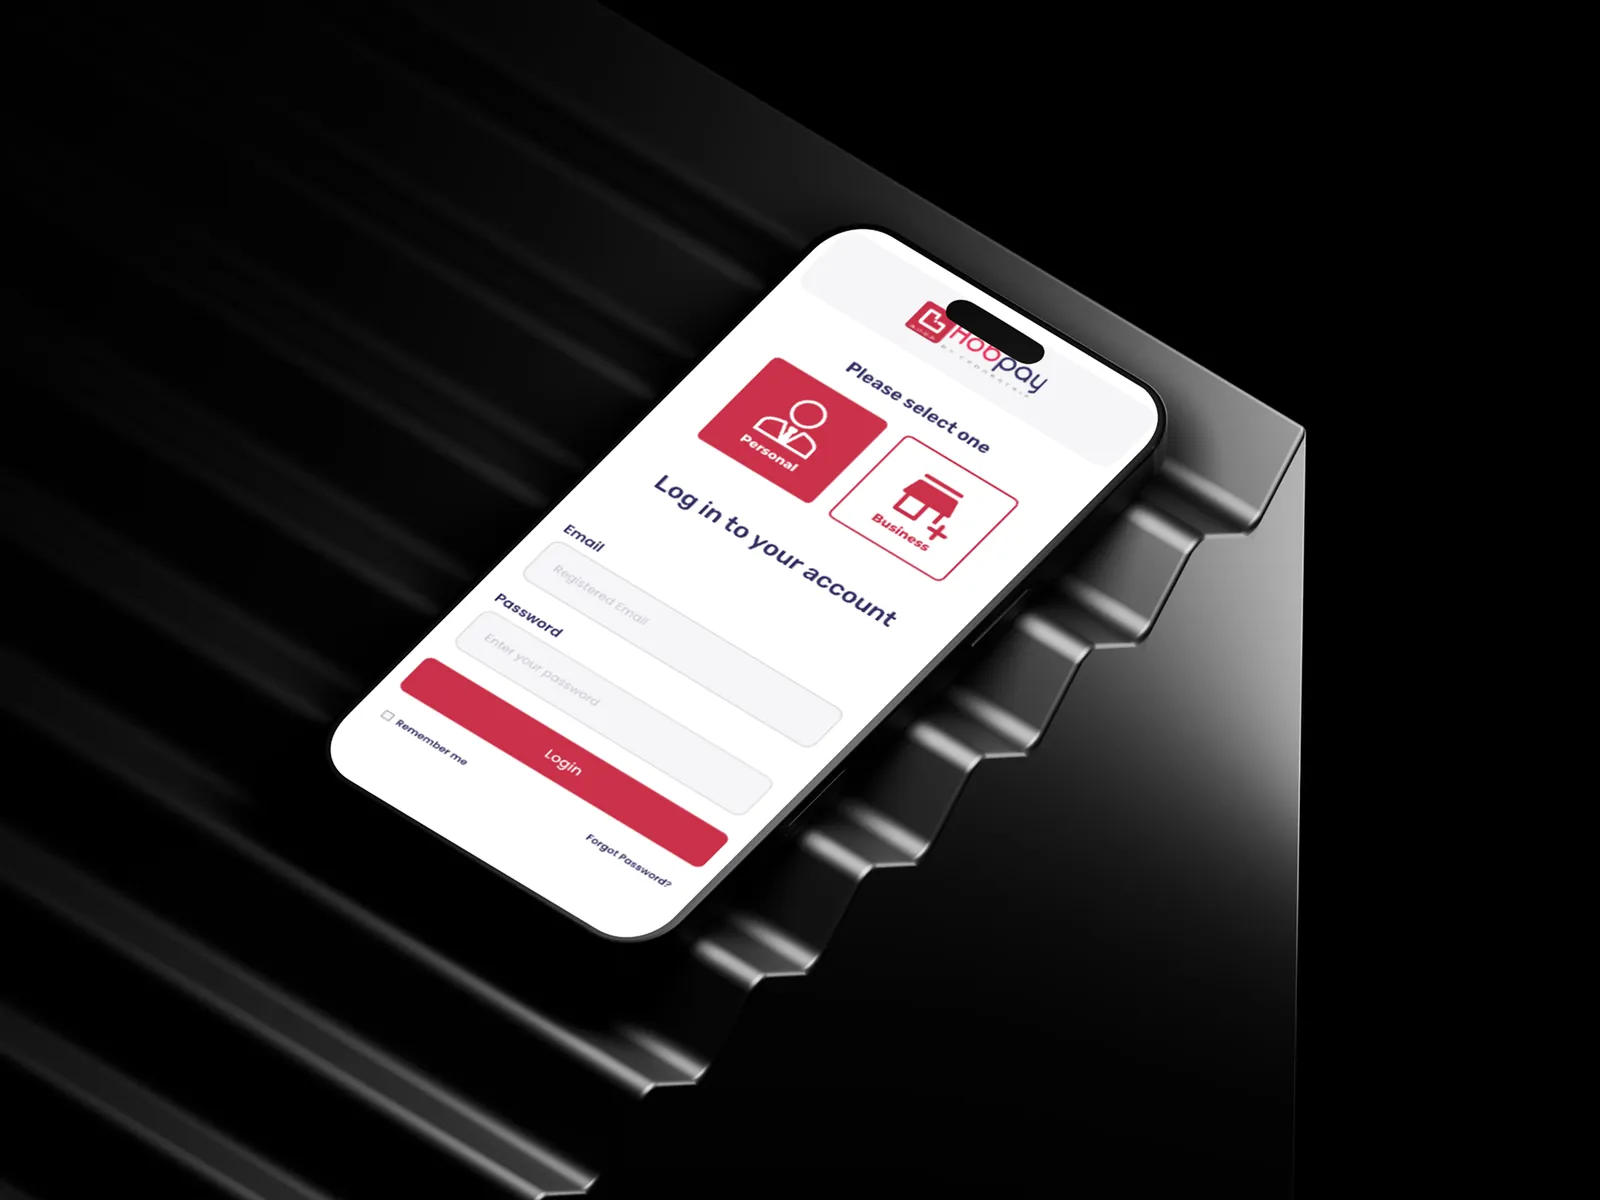 Hobpay
Please select one
Personal
Business
Log in to your account
Email
Registered Email
Password
Enter your password
Login
Remember me
Forgot Password?